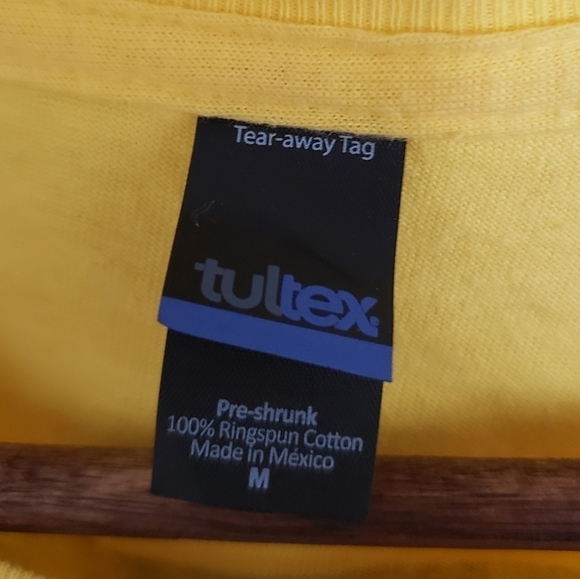 Tear-away Tag
tultex
Pre-shrunk
100% Ringspun Cotton
Made in México
M